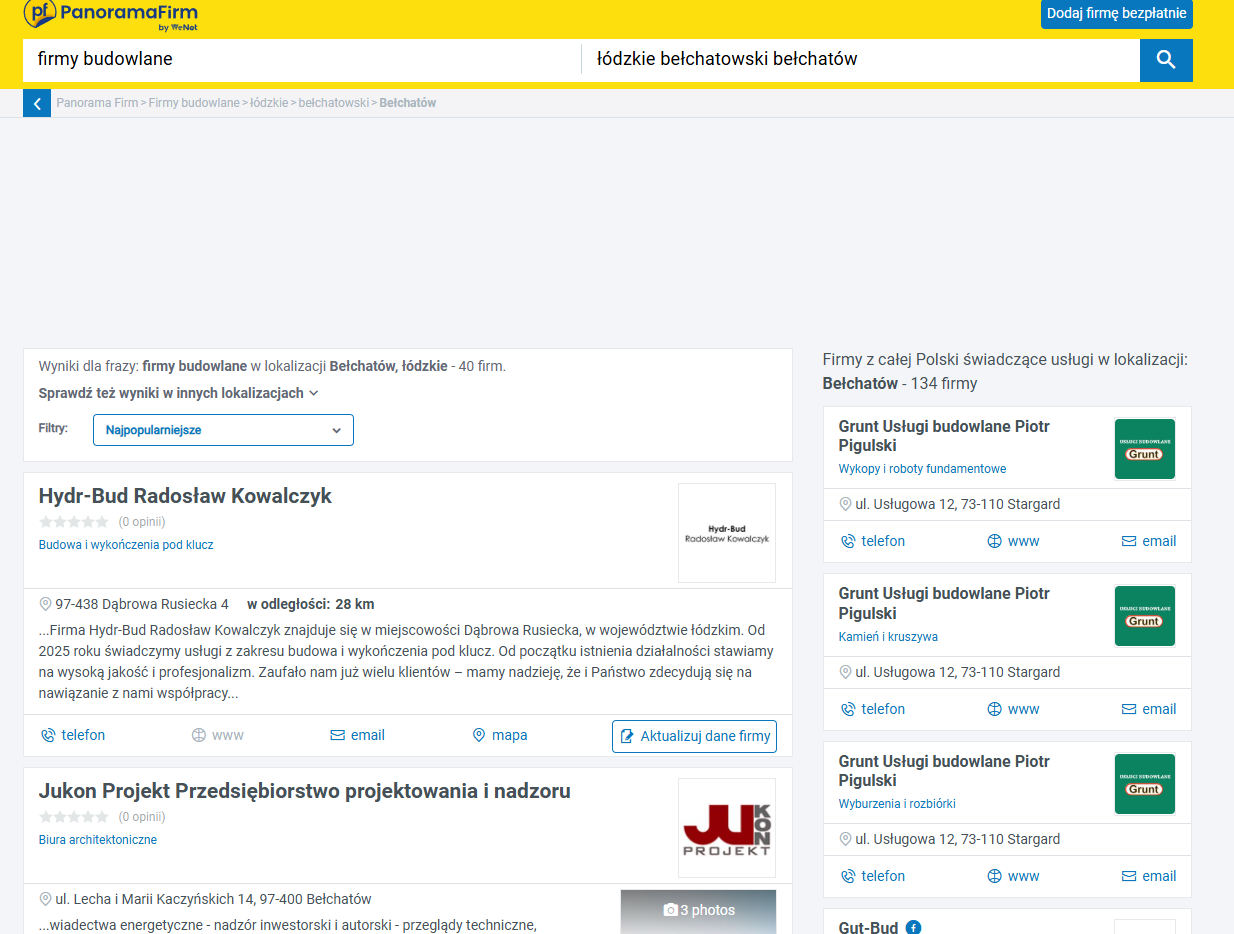 pf PanoramaFirm
by WeNet
Dodaj firmę bezpłatnie
firmy budowlane
łódzkie bełchatowski bełchatów
Panorama Firm > Firmy budowlane > łódzkie > bełchatowski > Bełchatów
Wyniki dla frazy: firmy budowlane w lokalizacji Bełchatów, łódzkie - 40 firm.
Sprawdź też wyniki w innych lokalizacjach
Filtry:
Najpopularniejsze
Hydr-Bud Radosław Kowalczyk
(0 opinii)
Budowa i wykończenia pod klucz
Hydr-Bud
Radosław Kowalczyk
97-438 Dąbrowa Rusiecka 4 w odległości: 28 km
...Firma Hydr-Bud Radosław Kowalczyk znajduje się w miejscowości Dąbrowa Rusiecka, w województwie łódzkim. Od
2025 roku świadczymy usługi z zakresu budowa i wykończenia pod klucz. Od początku istnienia działalności stawiamy
na wysoką jakość i profesjonalizm. Zaufało nam już wielu klientów – mamy nadzieję, że i Państwo zdecydują się na
nawiązanie z nami współpracy...
telefon
www
email
mapa
Aktualizuj dane firmy
Jukon Projekt Przedsiębiorstwo projektowania i nadzoru
(0 opinii)
Biura architektoniczne
JUKON
PROJEKT
ul. Lecha i Marii Kaczyńskich 14, 97-400 Bełchatów
...wiadectwa energetyczne - nadzór inwestorski i autorski - przeglądy techniczne,
3 photos
Firmy z całej Polski świadczące usługi w lokalizacji:
Bełchatów - 134 firmy
Grunt Usługi budowlane Piotr
Pigulski
Wykopy i roboty fundamentowe
USŁUGI BUDOWLANE
Grunt
ul. Usługowa 12, 73-110 Stargard
telefon
www
email
Grunt Usługi budowlane Piotr
Pigulski
Kamień i kruszywa
USŁUGI BUDOWLANE
Grunt
ul. Usługowa 12, 73-110 Stargard
telefon
www
email
Grunt Usługi budowlane Piotr
Pigulski
Wyburzenia i rozbiórki
USŁUGI BUDOWLANE
Grunt
ul. Usługowa 12, 73-110 Stargard
telefon
www
email
Gut-Bud